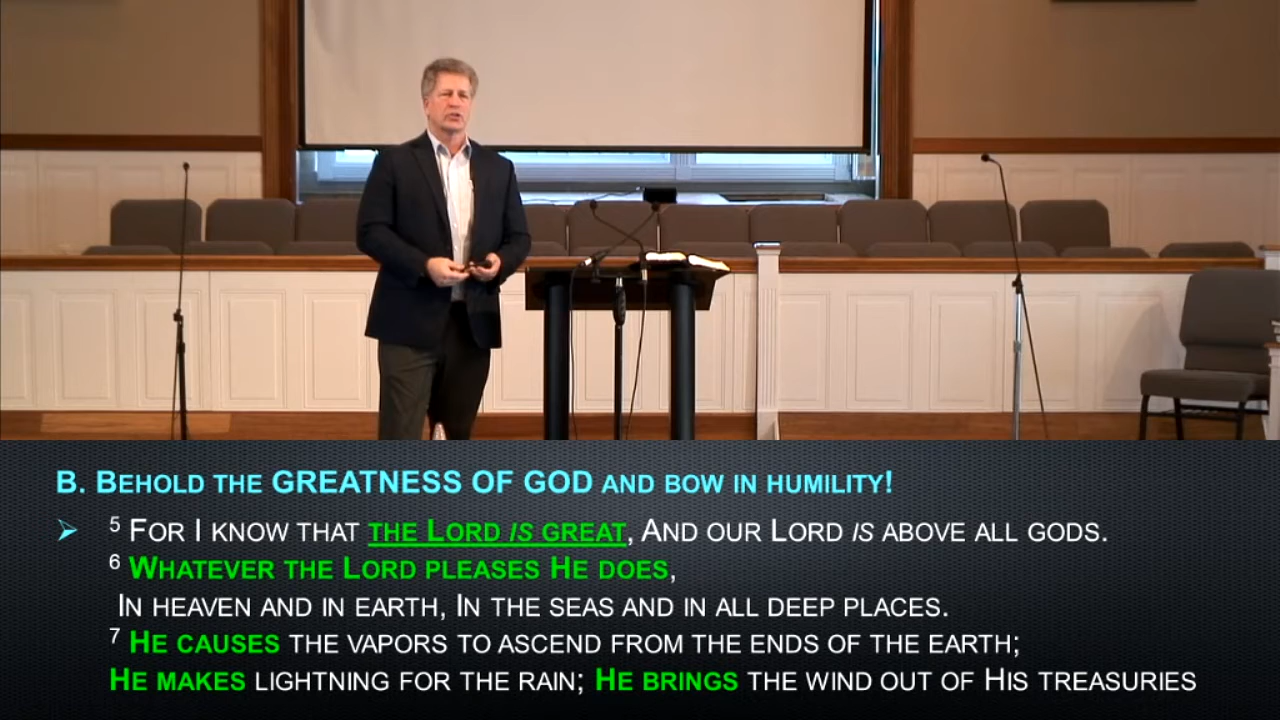 B. Behold the GREATNESS OF GOD and bow in humility!
5 For I know that the Lord is great, And our Lord is above all gods.
6 Whatever the Lord pleases He does,
In heaven and in earth, In the seas and in all deep places.
7 He causes the vapors to ascend from the ends of the earth;
He makes lightning for the rain; He brings the wind out of His treasuries